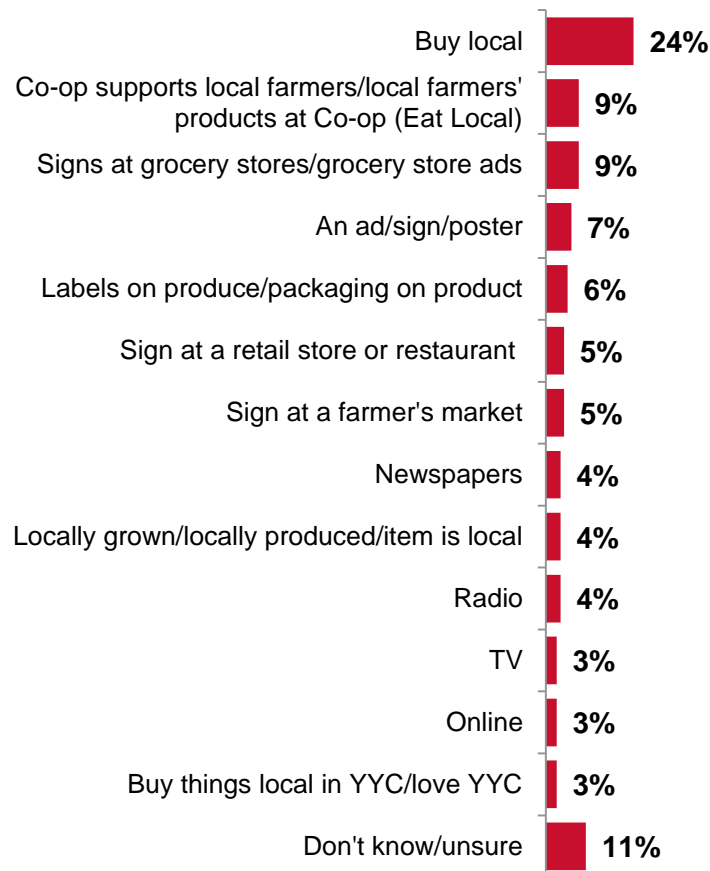 Buy local 24%
Co-op supports local farmers/local farmers'
products at Co-op (Eat Local) 9%
Signs at grocery stores/grocery store ads 9%
An ad/sign/poster 7%
Labels on produce/packaging on product 6%
Sign at a retail store or restaurant 5%
Sign at a farmer's market 5%
Newspapers 4%
Locally grown/locally produced/item is local 4%
Radio 4%
TV 3%
Online 3%
Buy things local in YYC/love YYC 3%
Don't know/unsure 11%